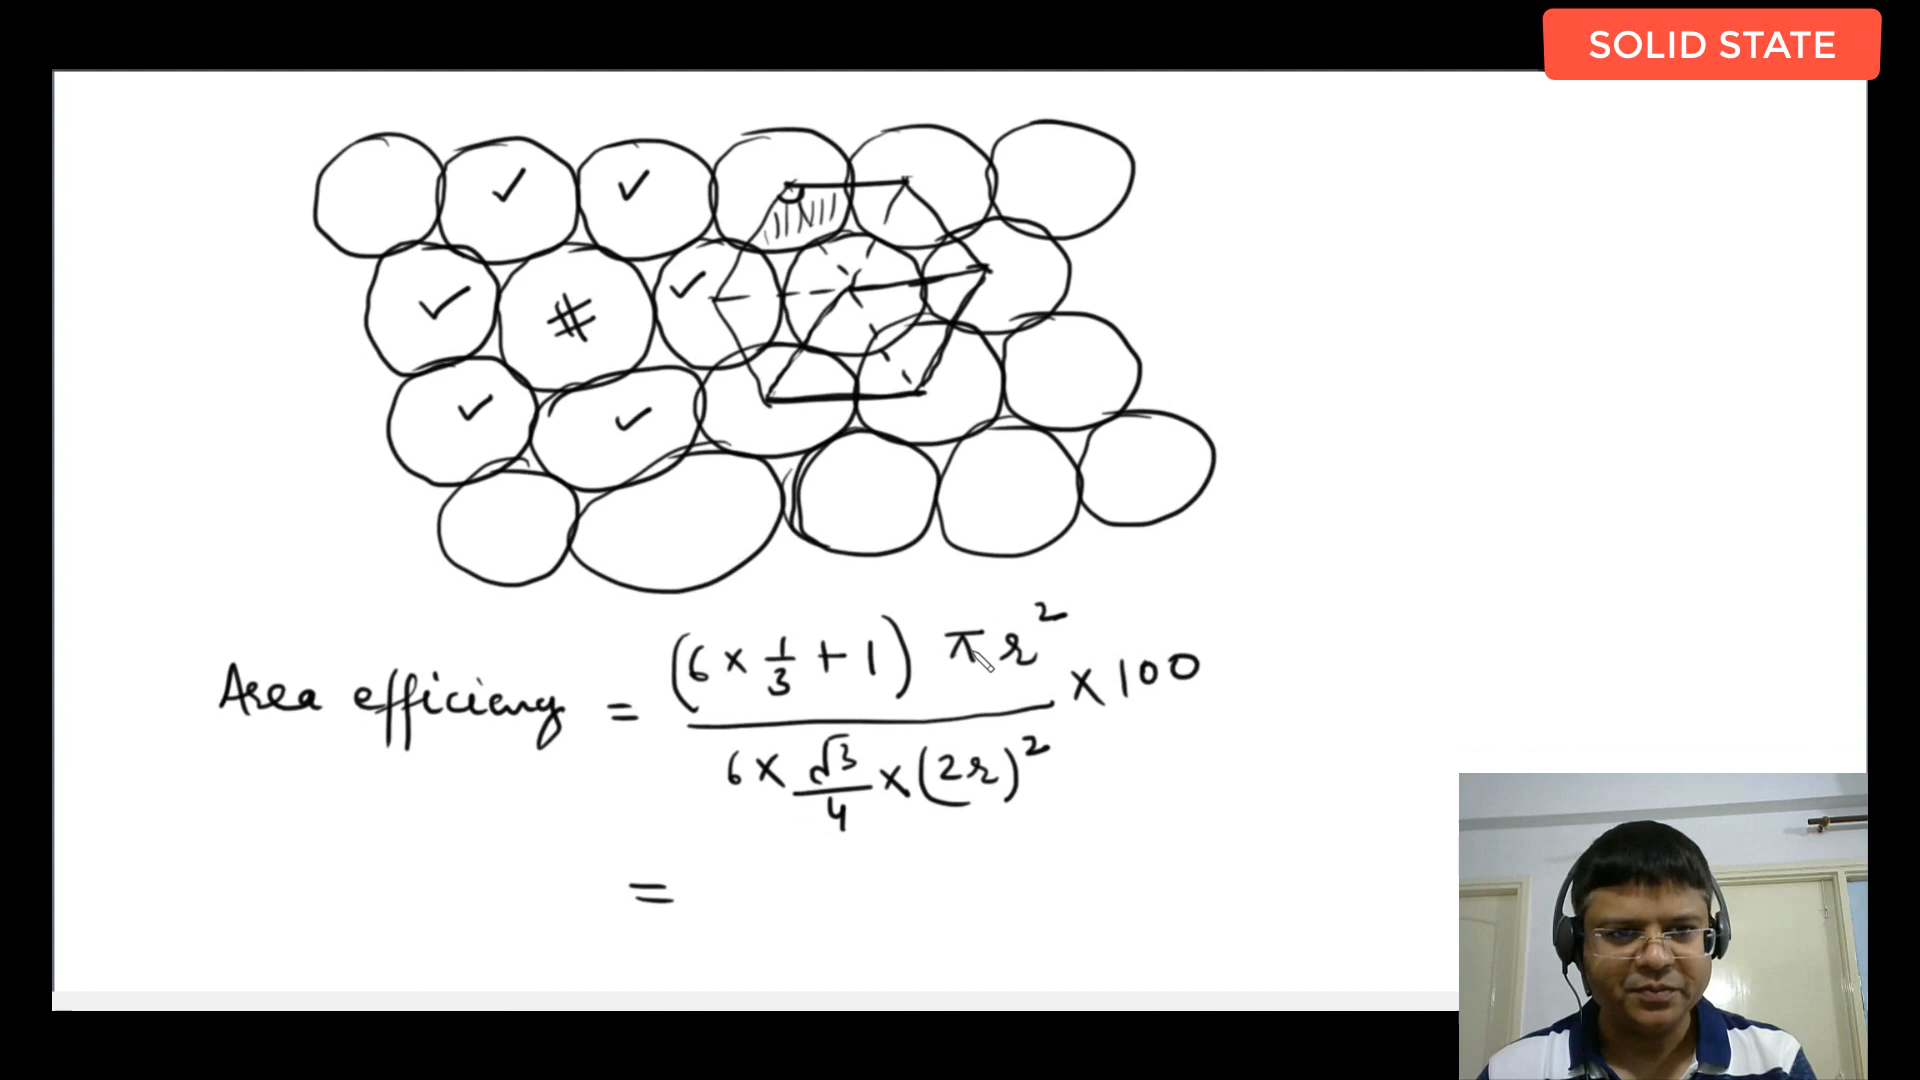 SOLID STATE
#
Area efficiency = (6 × 1/3 + 1) πr² / 6 × √3/4 × (2r)² × 100
=